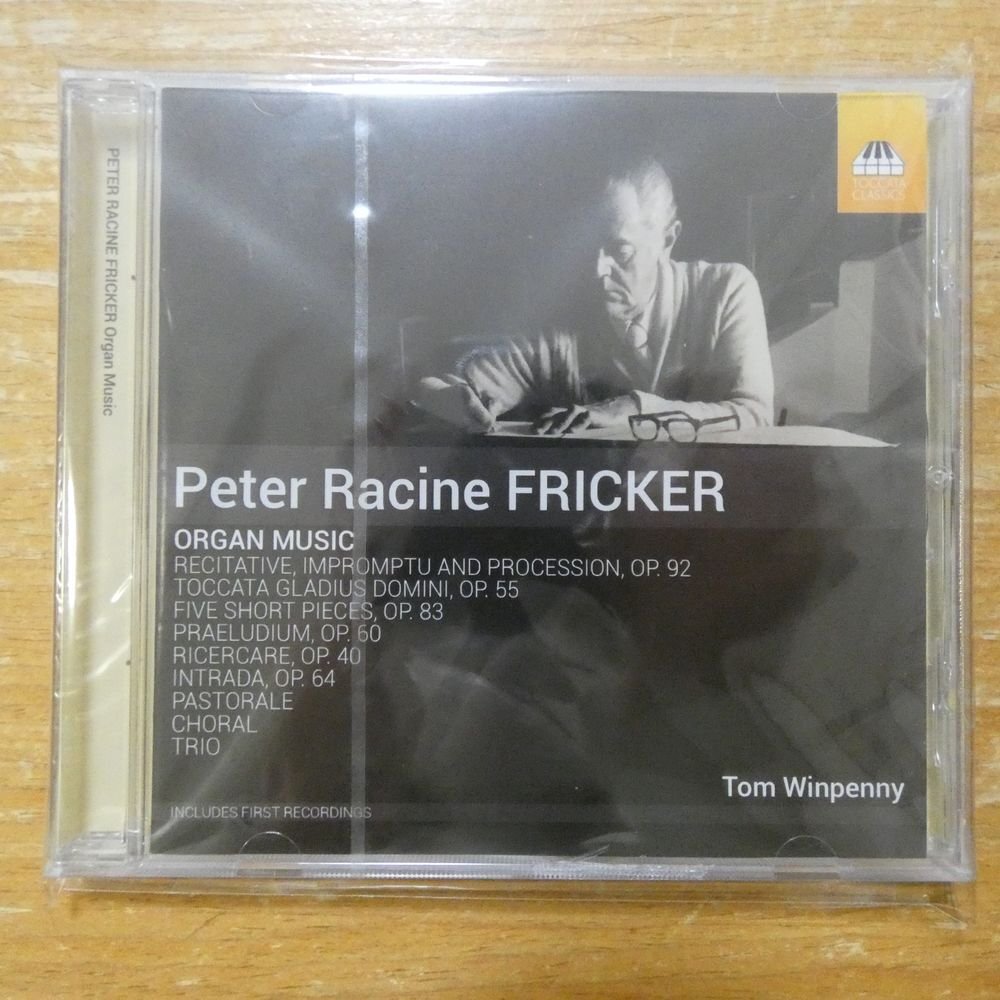 PETER RACINE FRICKER Organ Music
TOCCATA
CLASSICS
Peter Racine FRICKER
ORGAN MUSIC
RECITATIVE, IMPROMPTU AND PROCESSION, OP. 92
TOCCATA GLADIUS DOMINI, OP. 55
FIVE SHORT PIECES, OP. 83
PRAELUDIUM, OP. 60
RICERCARE, OP. 40
INTRADA, OP. 64
PASTORALE
CHORAL
TRIO
Tom Winpenny
INCLUDES FIRST RECORDINGS